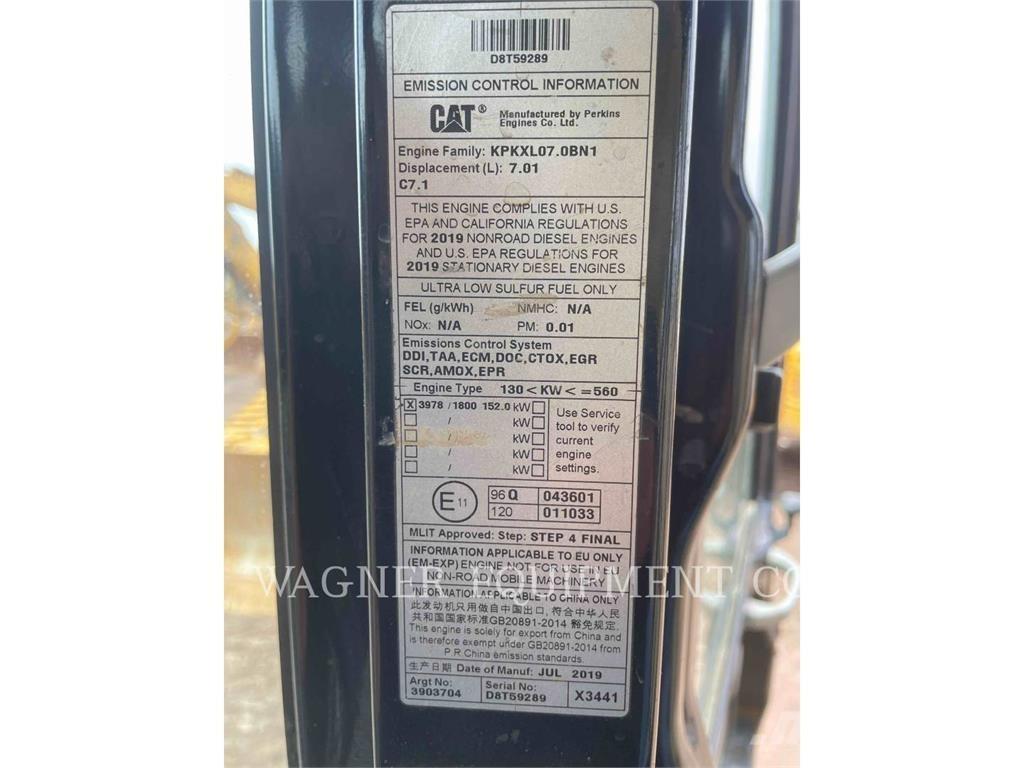 D8T59289
EMISSION CONTROL INFORMATION
CAT® Manufactured by Perkins
Engines Co. Ltd.
Engine Family: KPKXL07.0BN1
Displacement (L): 7.01
C7.1
THIS ENGINE COMPLIES WITH U.S.
EPA AND CALIFORNIA REGULATIONS
FOR 2019 NONROAD DIESEL ENGINES
AND U.S. EPA REGULATIONS FOR
2019 STATIONARY DIESEL ENGINES
ULTRA LOW SULFUR FUEL ONLY
FEL (g/kWh) NMHC: N/A
NOx: N/A PM: 0.01
Emissions Control System
DDI,TAA,ECM,DOC,CTOX,EGR
SCR,AMOX,EPR
Engine Type 130 < KW < =560
X 3978 / 1800 152.0 kW
/ kW
/ kW
/ kW
/ kW
Use Service
tool to verify
current
engine
settings.
E 11
96 Q 043601
120 011033
MLIT Approved: Step: STEP 4 FINAL
INFORMATION APPLICABLE TO EU ONLY
(EM-EXP) ENGINE NOT FOR USE IN EU
NON-ROAD MOBILE MACHINERY
WAGNER EQUIPMENT CO
INFORMATION APPLICABLE TO CHINA ONLY
此发动机只用做自中国出口, 符合中华人民
共和国国家标准GB20891-2014 豁免规定.
This engine is solely for export from China and
is therefore exempt under GB20891-2014 from
P R China emission standards.
生产日期 Date of Manuf: JUL 2019
Argt No: Serial No:
3903704 D8T59289 X3441